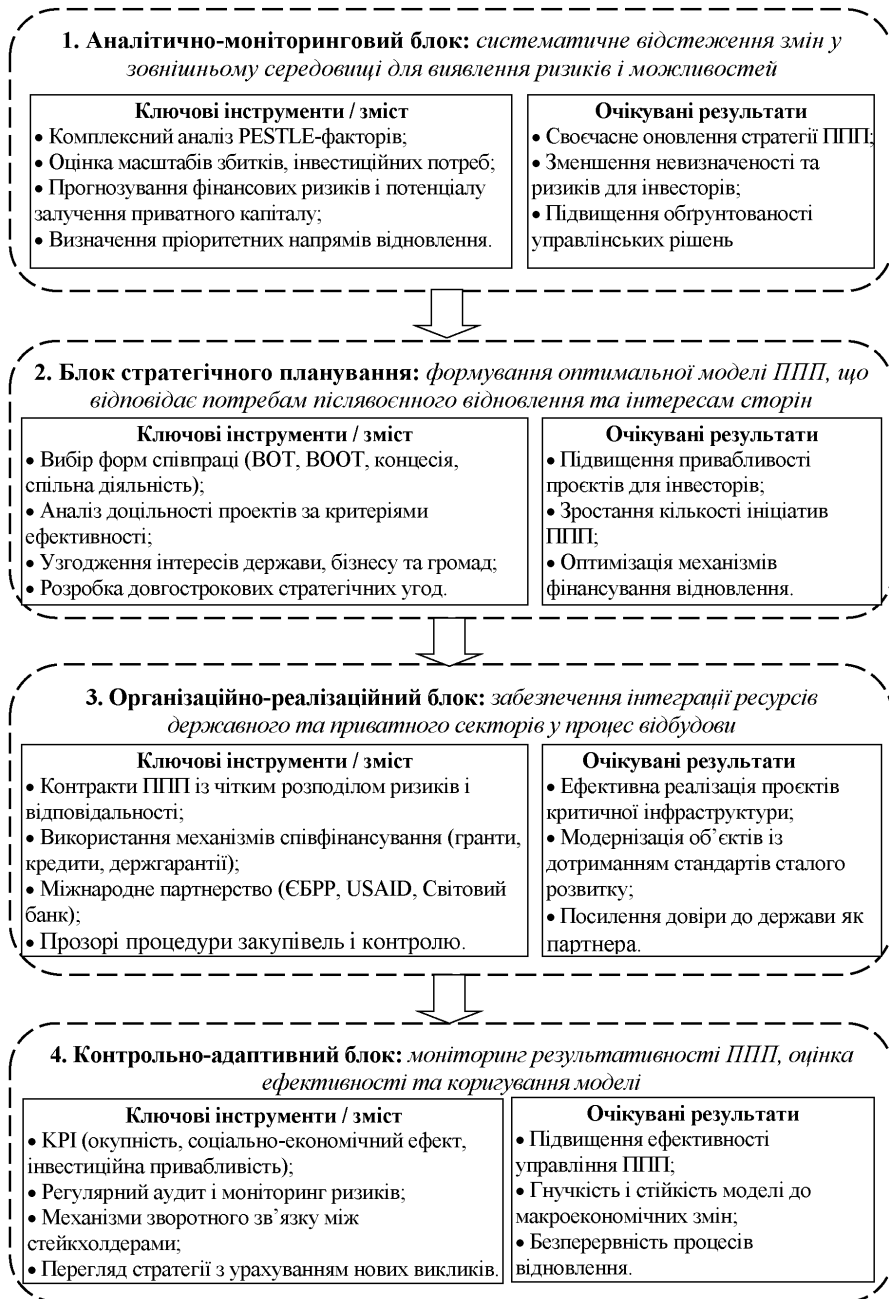 1. Аналітично-моніторинговий блок: систематичне відстеження змін у
зовнішньому середовищі для виявлення ризиків і можливостей
Ключові інструменти / зміст
• Комплексний аналіз PESTLE-факторів;
• Оцінка масштабів збитків, інвестиційних потреб;
• Прогнозування фінансових ризиків і потенціалу
залучення приватного капіталу;
• Визначення пріоритетних напрямів відновлення.
Очікувані результати
• Своєчасне оновлення стратегії ППП;
• Зменшення невизначеності та
ризиків для інвесторів;
• Підвищення обґрунтованості
управлінських рішень
2. Блок стратегічного планування: формування оптимальної моделі ППП, що
відповідає потребам післявоєнного відновлення та інтересам сторін
Ключові інструменти / зміст
• Вибір форм співпраці (BOT, BOOT, концесія,
спільна діяльність);
• Аналіз доцільності проектів за критеріями
ефективності;
• Узгодження інтересів держави, бізнесу та громад;
• Розробка довгострокових стратегічних угод.
Очікувані результати
• Підвищення привабливості
проєктів для інвесторів;
• Зростання кількості ініціатив
ППП;
• Оптимізація механізмів
фінансування відновлення.
3. Організаційно-реалізаційний блок: забезпечення інтеграції ресурсів
державного та приватного секторів у процес відбудови
Ключові інструменти / зміст
• Контракти ППП із чітким розподілом ризиків і
відповідальності;
• Використання механізмів співфінансування (гранти,
кредити, держгарантії);
• Міжнародне партнерство (ЄБРР, USAID, Світовий
банк);
• Прозорі процедури закупівель і контролю.
Очікувані результати
• Ефективна реалізація проєктів
критичної інфраструктури;
• Модернізація об’єктів із
дотриманням стандартів сталого
розвитку;
• Посилення довіри до держави як
партнера.
4. Контрольно-адаптивний блок: моніторинг результативності ППП, оцінка
ефективності та коригування моделі
Ключові інструменти / зміст
• KPI (окупність, соціально-економічний ефект,
інвестиційна привабливість);
• Регулярний аудит і моніторинг ризиків;
• Механізми зворотного зв’язку між
стейкхолдерами;
• Перегляд стратегії з урахуванням нових викликів.
Очікувані результати
• Підвищення ефективності
управління ППП;
• Гнучкість і стійкість моделі до
макроекономічних змін;
• Безперервність процесів
відновлення.